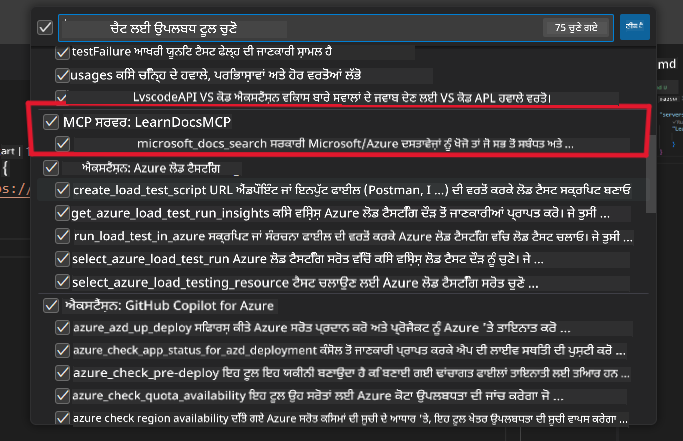 ਚੈਟ ਲਈ ਉਪਲਬਧ ਟੂਲ ਚੁਣੋ
75 ਚੁਣੇ ਗਏ
md
testFailure ਆਖਰੀ ਯੂਨਿਟ ਟੈਸਟ ਫੇਲ੍ਹ ਦੀ ਜਾਣਕਾਰੀ ਸ਼ਾਮਲ ਹੈ
usages ਕਿਸੇ ਚਿੰਨ੍ਹ ਦੇ ਹਵਾਲੇ, ਪਰਿਭਾਸ਼ਾਵਾਂ ਅਤੇ ਹੋਰ ਵਰਤੋਂਆਂ ਲੱਭੋ
LvscodeAPI VS ਕੋਡ ਐਕਸਟੈਂਸ਼ਨ ਵਿਕਾਸ ਬਾਰੇ ਸਵਾਲਾਂ ਦੇ ਜਵਾਬ ਦੇਣ ਲਈ VS ਕੋਡ APL ਹਵਾਲੇ ਵਰਤੋ।
MCP ਸਰਵਰ: LearnDocsMCP
microsoft_docs_search ਸਰਕਾਰੀ Microsoft/Azure ਦਸਤਾਵੇਜ਼ਾਂ ਨੂੰ ਖੋਜੋ ਤਾਂ ਜੋ ਸਭ ਤੋਂ ਸਬੰਧਤ ਅਤੇ ...
ਐਕਸਟੈਂਸ਼ਨ: Azure ਲੋਡ ਟੈਸਟਿੰਗ
create_load_test_script URL ਐਂਡਪੌਇੰਟ ਜਾਂ ਇਨਪੁੱਟ ਫਾਈਲ (Postman, I ...) ਦੀ ਵਰਤੋਂ ਕਰਕੇ ਲੋਡ ਟੈਸਟ ਸਕ੍ਰਿਪਟ ਬਣਾਓ
get_azure_load_test_run_insights ਕਿਸੇ ਵਿਸ਼ੇਸ਼ Azure ਲੋਡ ਟੈਸਟਿੰਗ ਦੌੜ ਤੋਂ ਜਾਣਕਾਰੀਆਂ ਪ੍ਰਾਪਤ ਕਰੋ। ਜੇ ਤੁਸੀਂ ...
run_load_test_in_azure ਸਕ੍ਰਿਪਟ ਜਾਂ ਸੰਰਚਨਾ ਫਾਈਲ ਦੀ ਵਰਤੋਂ ਕਰਕੇ Azure ਲੋਡ ਟੈਸਟਿੰਗ ਵਿੱਚ ਲੋਡ ਟੈਸਟ ਚਲਾਓ। ਜੇ ਤੁਸੀਂ ...
select_azure_load_test_run Azure ਲੋਡ ਟੈਸਟਿੰਗ ਸਰੋਤ ਵਿੱਚੋਂ ਕਿਸੇ ਵਿਸ਼ੇਸ਼ ਲੋਡ ਟੈਸਟ ਦੌੜ ਨੂੰ ਚੁਣੋ। ਜੇ ...
select_azure_load_testing_resource ਟੈਸਟ ਚਲਾਉਣ ਲਈ Azure ਲੋਡ ਟੈਸਟਿੰਗ ਸਰੋਤ ਚੁਣੋ ...
ਐਕਸਟੈਂਸ਼ਨ: GitHub Copilot for Azure
azure_azd_up_deploy ਸਿਫਾਰਸ਼ ਕੀਤੇ Azure ਸਰੋਤ ਪ੍ਰਦਾਨ ਕਰੋ ਅਤੇ ਪ੍ਰੋਜੈਕਟ ਨੂੰ Azure 'ਤੇ ਤਾਇਨਾਤ ਕਰੋ ...
azure_check_app_status_for_azd_deployment ਕੰਸੋਲ ਤੋਂ ਜਾਣਕਾਰੀ ਪ੍ਰਾਪਤ ਕਰਕੇ ਐਪ ਦੀ ਲਾਈਵ ਸਥਿਤੀ ਦੀ ਪੁਸ਼ਟੀ ਕਰੋ ...
azure_check_pre-deploy ਇਹ ਟੂਲ ਇਹ ਯਕੀਨੀ ਬਣਾਉਂਦਾ ਹੈ ਕਿ ਬਣਾਈ ਗਈ ਢਾਂਚਾਗਤ ਫਾਈਲਾਂ ਤਾਇਨਾਤੀ ਲਈ ਤਿਆਰ ਹਨ ...
azure_check_quota_availability ਇਹ ਟੂਲ ਉਹ ਸਰੋਤਾਂ ਲਈ Azure ਕੋਟਾ ਉਪਲਬਧਤਾ ਦੀ ਜਾਂਚ ਕਰੇਗਾ ਜੋ ...
azure check region availability ਦਿੱਤੇ ਗਏ Azure ਸਰੋਤ ਕਿਸਮਾਂ ਦੀ ਸੂਚੀ ਦੇ ਆਧਾਰ 'ਤੇ, ਇਹ ਟੂਲ ਖੇਤਰ ਉਪਲਬਧਤਾ ਦੀ ਸੂਚੀ ਵਾਪਸ ਕਰੇਗਾ ...